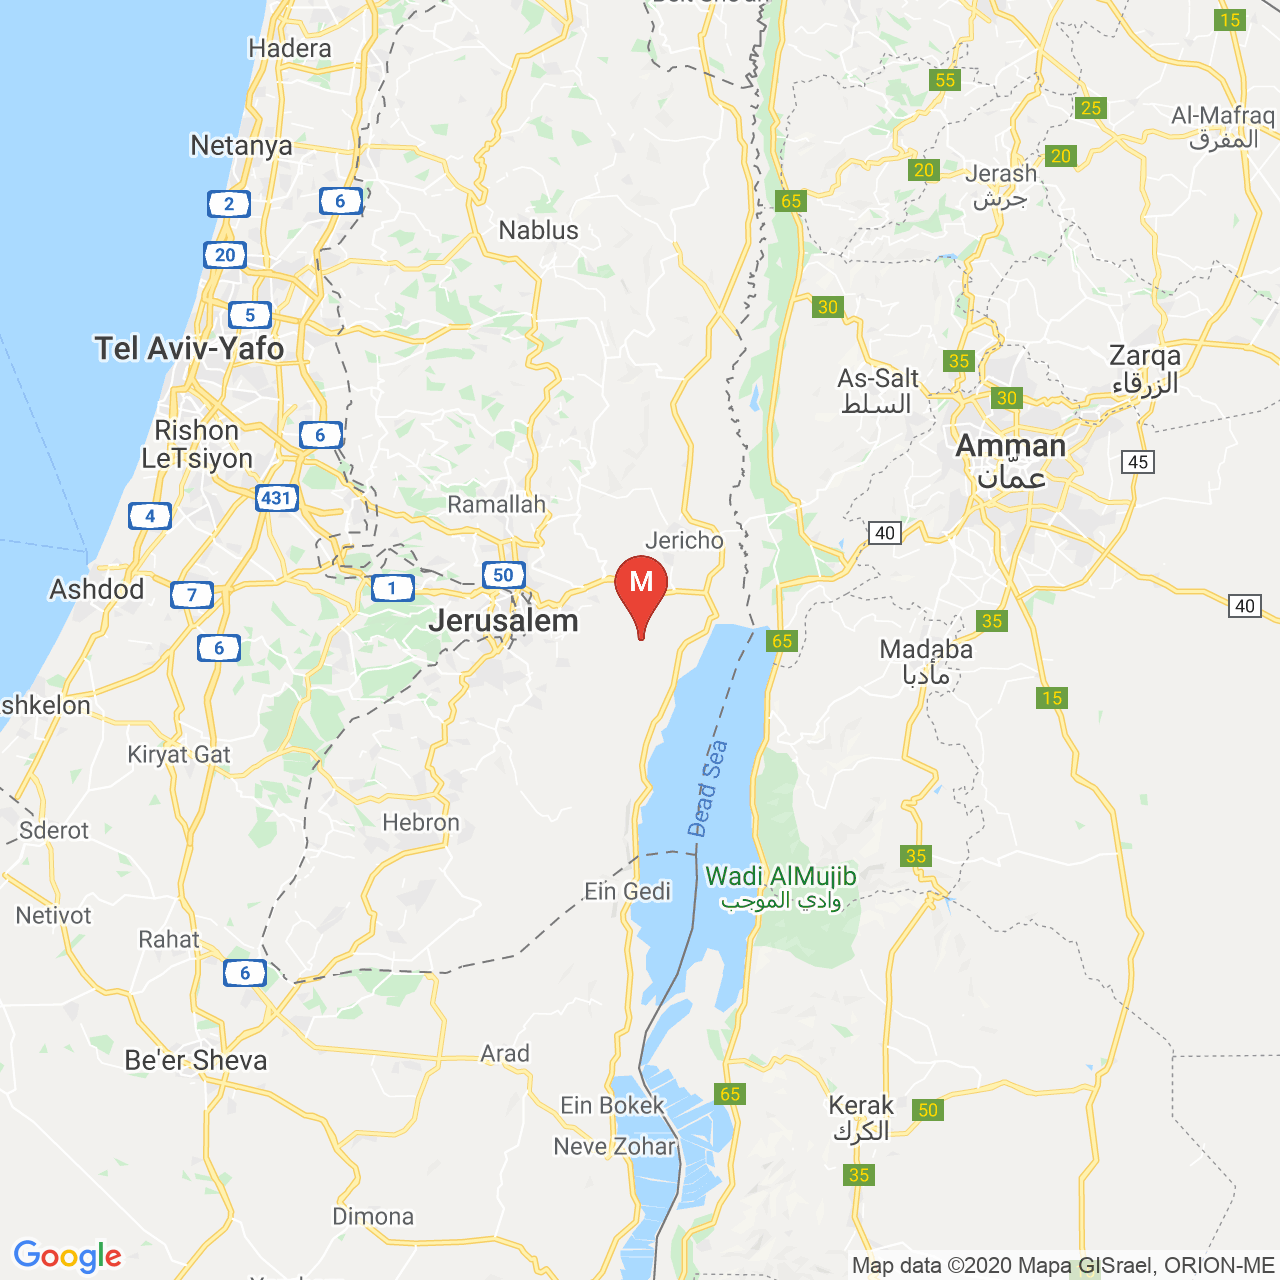 Hadera
15
55
25
Al-Mafraq
المفرق
Netanya
20
20
Jerash
جرش
2
6
65
Nablus
20
5
30
Tel Aviv-Yafo
35
Zarqa
الزرقاء
As-Salt
السلط
30
Rishon
LeTsiyon
6
Amman
عمّان
45
431
Ramallah
4
40
Jericho
50
M
1
Ashdod
7
40
Jerusalem
35
6
65
Madaba
مأدبا
shkelon
15
Kiryat Gat
Dead Sea
Hebron
Sderot
35
Wadi AlMujib
وادي الموجب
Ein Gedi
Netivot
Rahat
6
Be'er Sheva
Arad
65
Ein Bokek
Kerak
الكرك
50
Neve Zohar
35
Dimona
Google
Map data ©2020 Mapa GISrael, ORION-ME